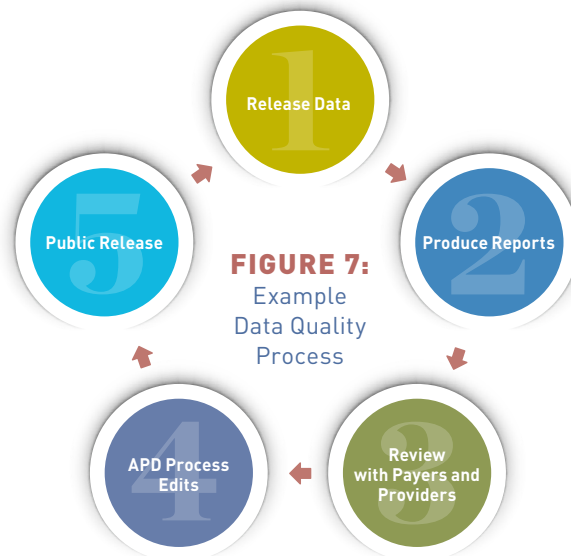 1
Release Data
2
Produce Reports
3
Review
with Payers and
Providers
4
APD Process
Edits
5
Public Release
FIGURE 7:
Example
Data Quality
Process